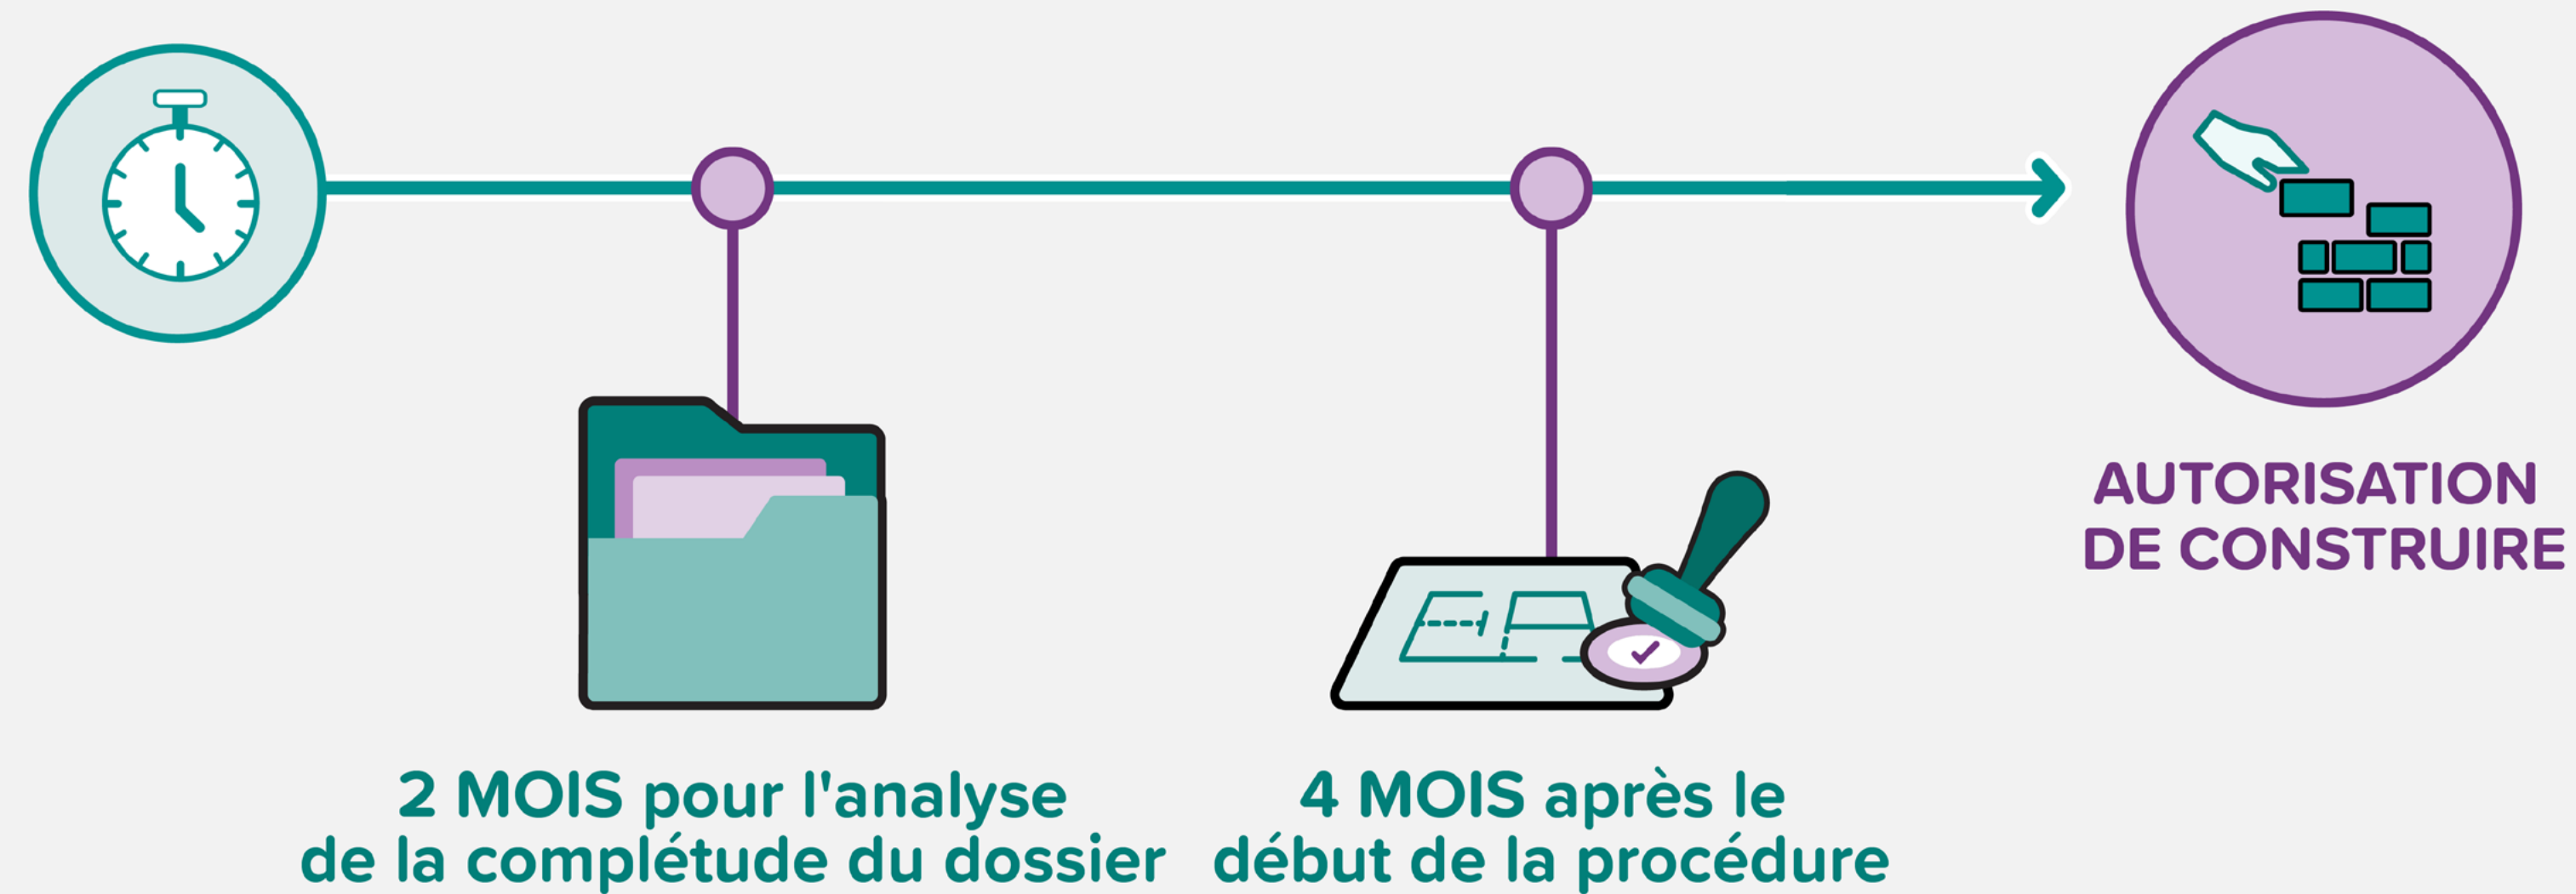 AUTORISATION
DE CONSTRUIRE
2 MOIS pour l'analyse
de la complétude du dossier
4 MOIS après le
début de la procédure